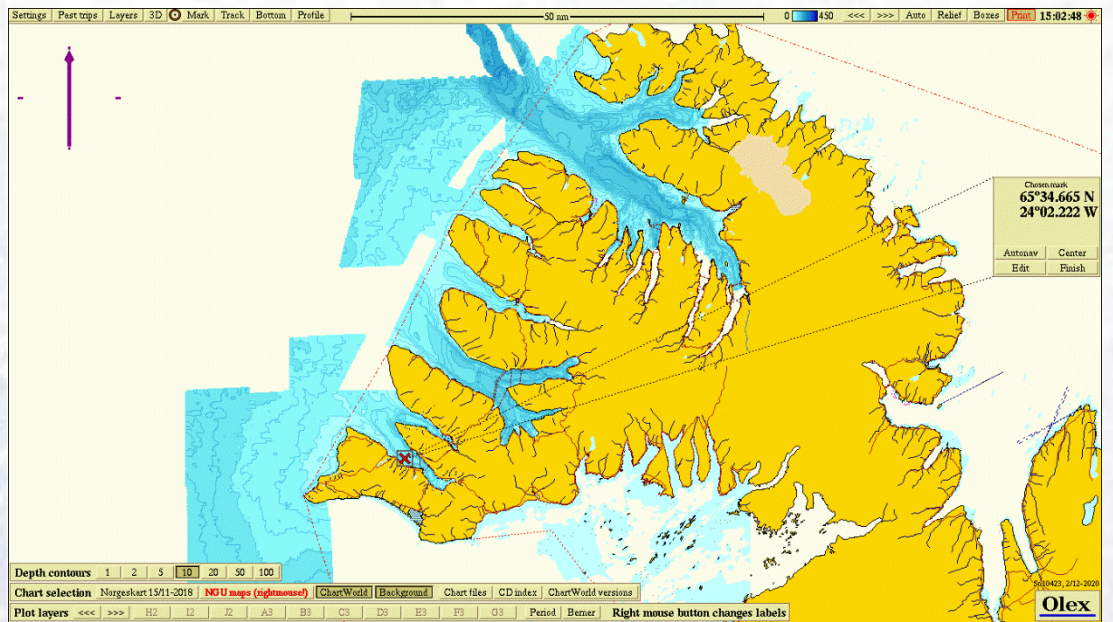 Settings Past trips Layers 3D Mark Track Bottom Profile 50 nm 0 450 <<< >>> Auto Relief Boxes Print 15:02:48
Chosen mark
65°34.665 N
24°02.222 W
Autonav Center
Edit Finish
Depth contours 1 2 5 10 20 50 100
Sn10423, 2/12-2020
Chart selection Norgeskart 15/11-2018 NGU maps (rightmouse!) ChartWorld Background Chart files CD index ChartWorld versions
Plot layers <<< >>> H2 I2 J2 A3 B3 C3 D3 E3 F3 G3 Period Berner Right mouse button changes labels
Olex